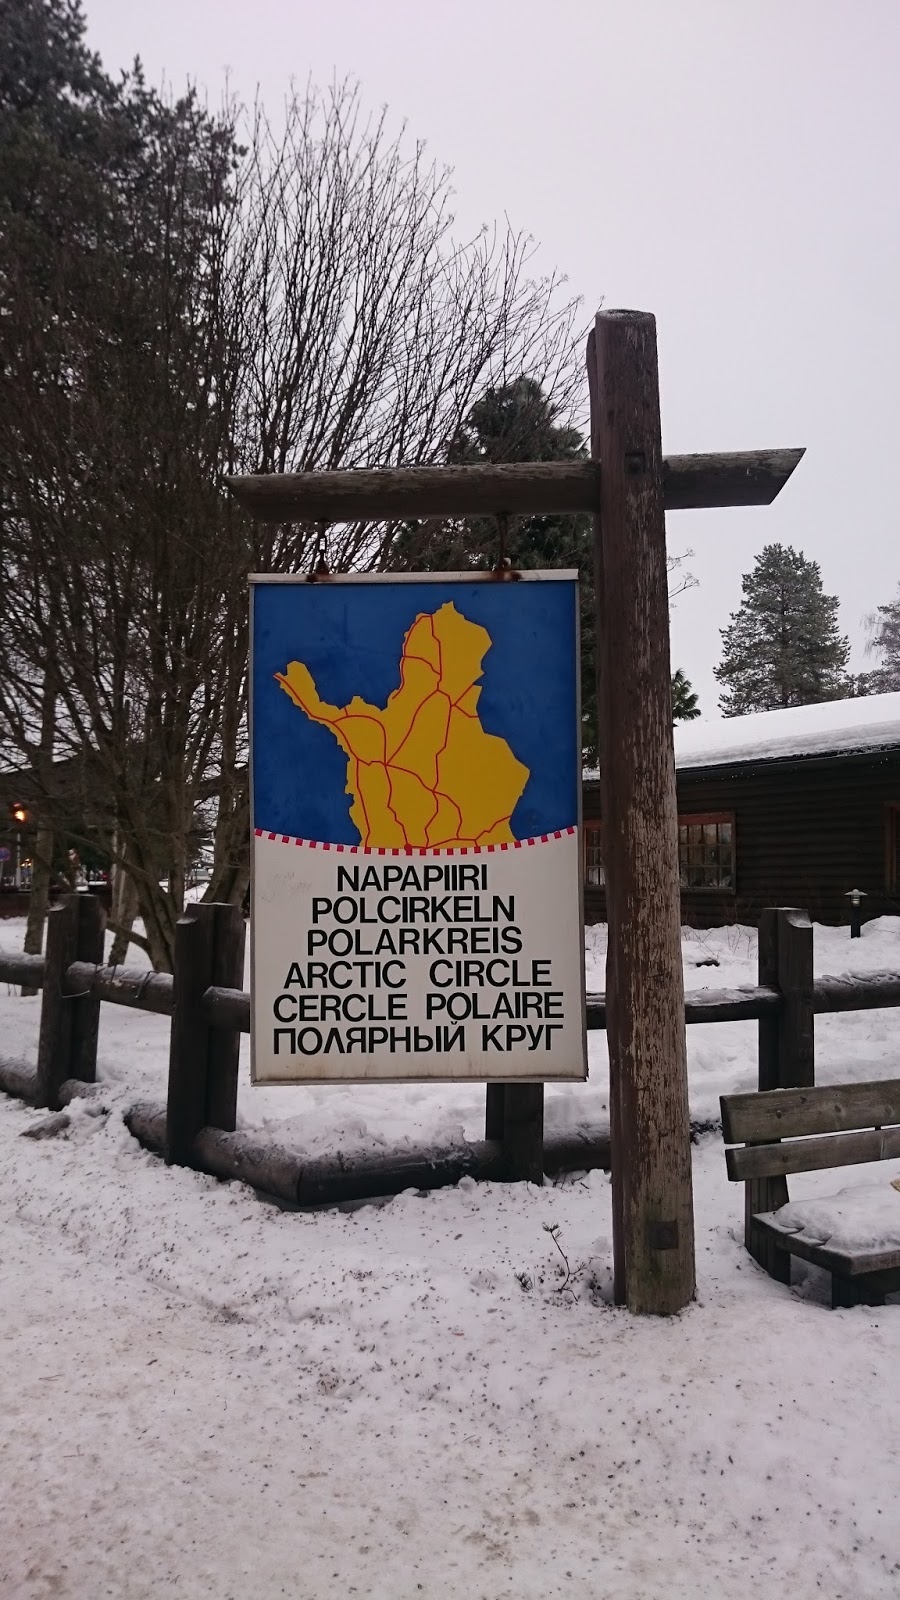 NAPAPIIRI
POLCIRKELN
POLARKREIS
ARCTIC CIRCLE
CERCLE POLAIRE
ПОЛЯРНЫЙ КРУГ